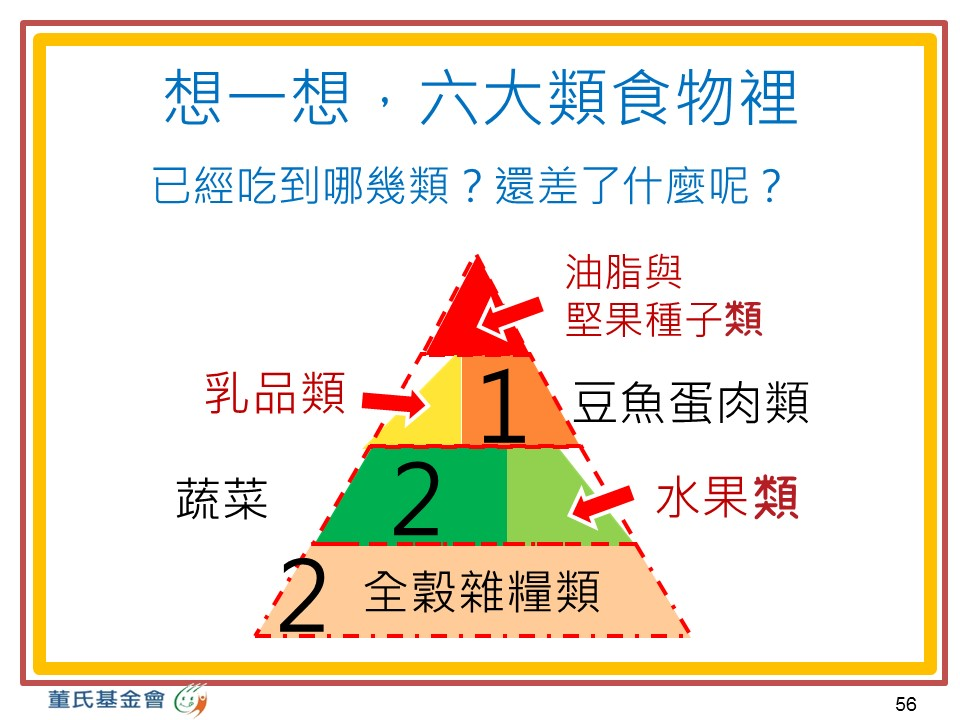 想一想，六大類食物裡
已經吃到哪幾類？還差了什麼呢？
油脂與
堅果種子類
乳品類
1
豆魚蛋肉類
蔬菜
2
水果類
2
全穀雜糧類
董氏基金會
56